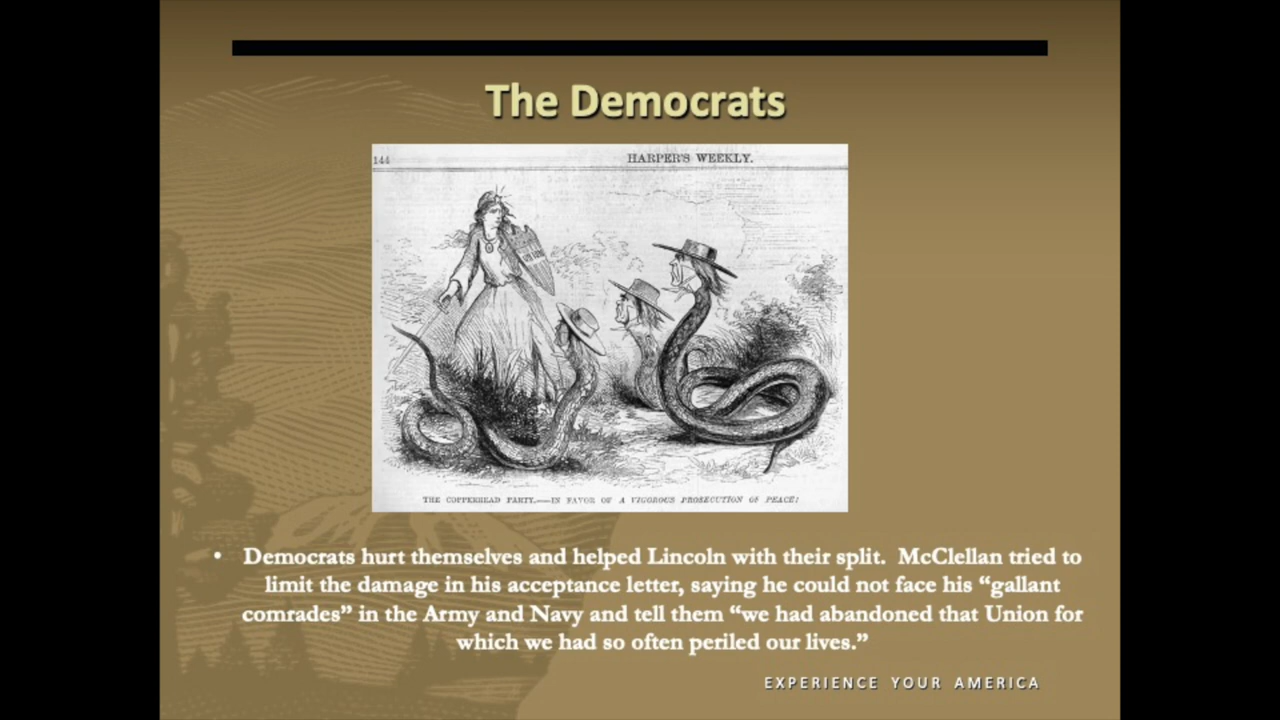 The Democrats
144
HARPER'S WEEKLY.
UNION
THE COPPERHEAD PARTY.—IN FAVOR OF A VIGOROUS PROSECUTION OF PEACE!
• Democrats hurt themselves and helped Lincoln with their split. McClellan tried to
limit the damage in his acceptance letter, saying he could not face his “gallant
comrades” in the Army and Navy and tell them “we had abandoned that Union for
which we had so often periled our lives.”
EXPERIENCE YOUR AMERICA